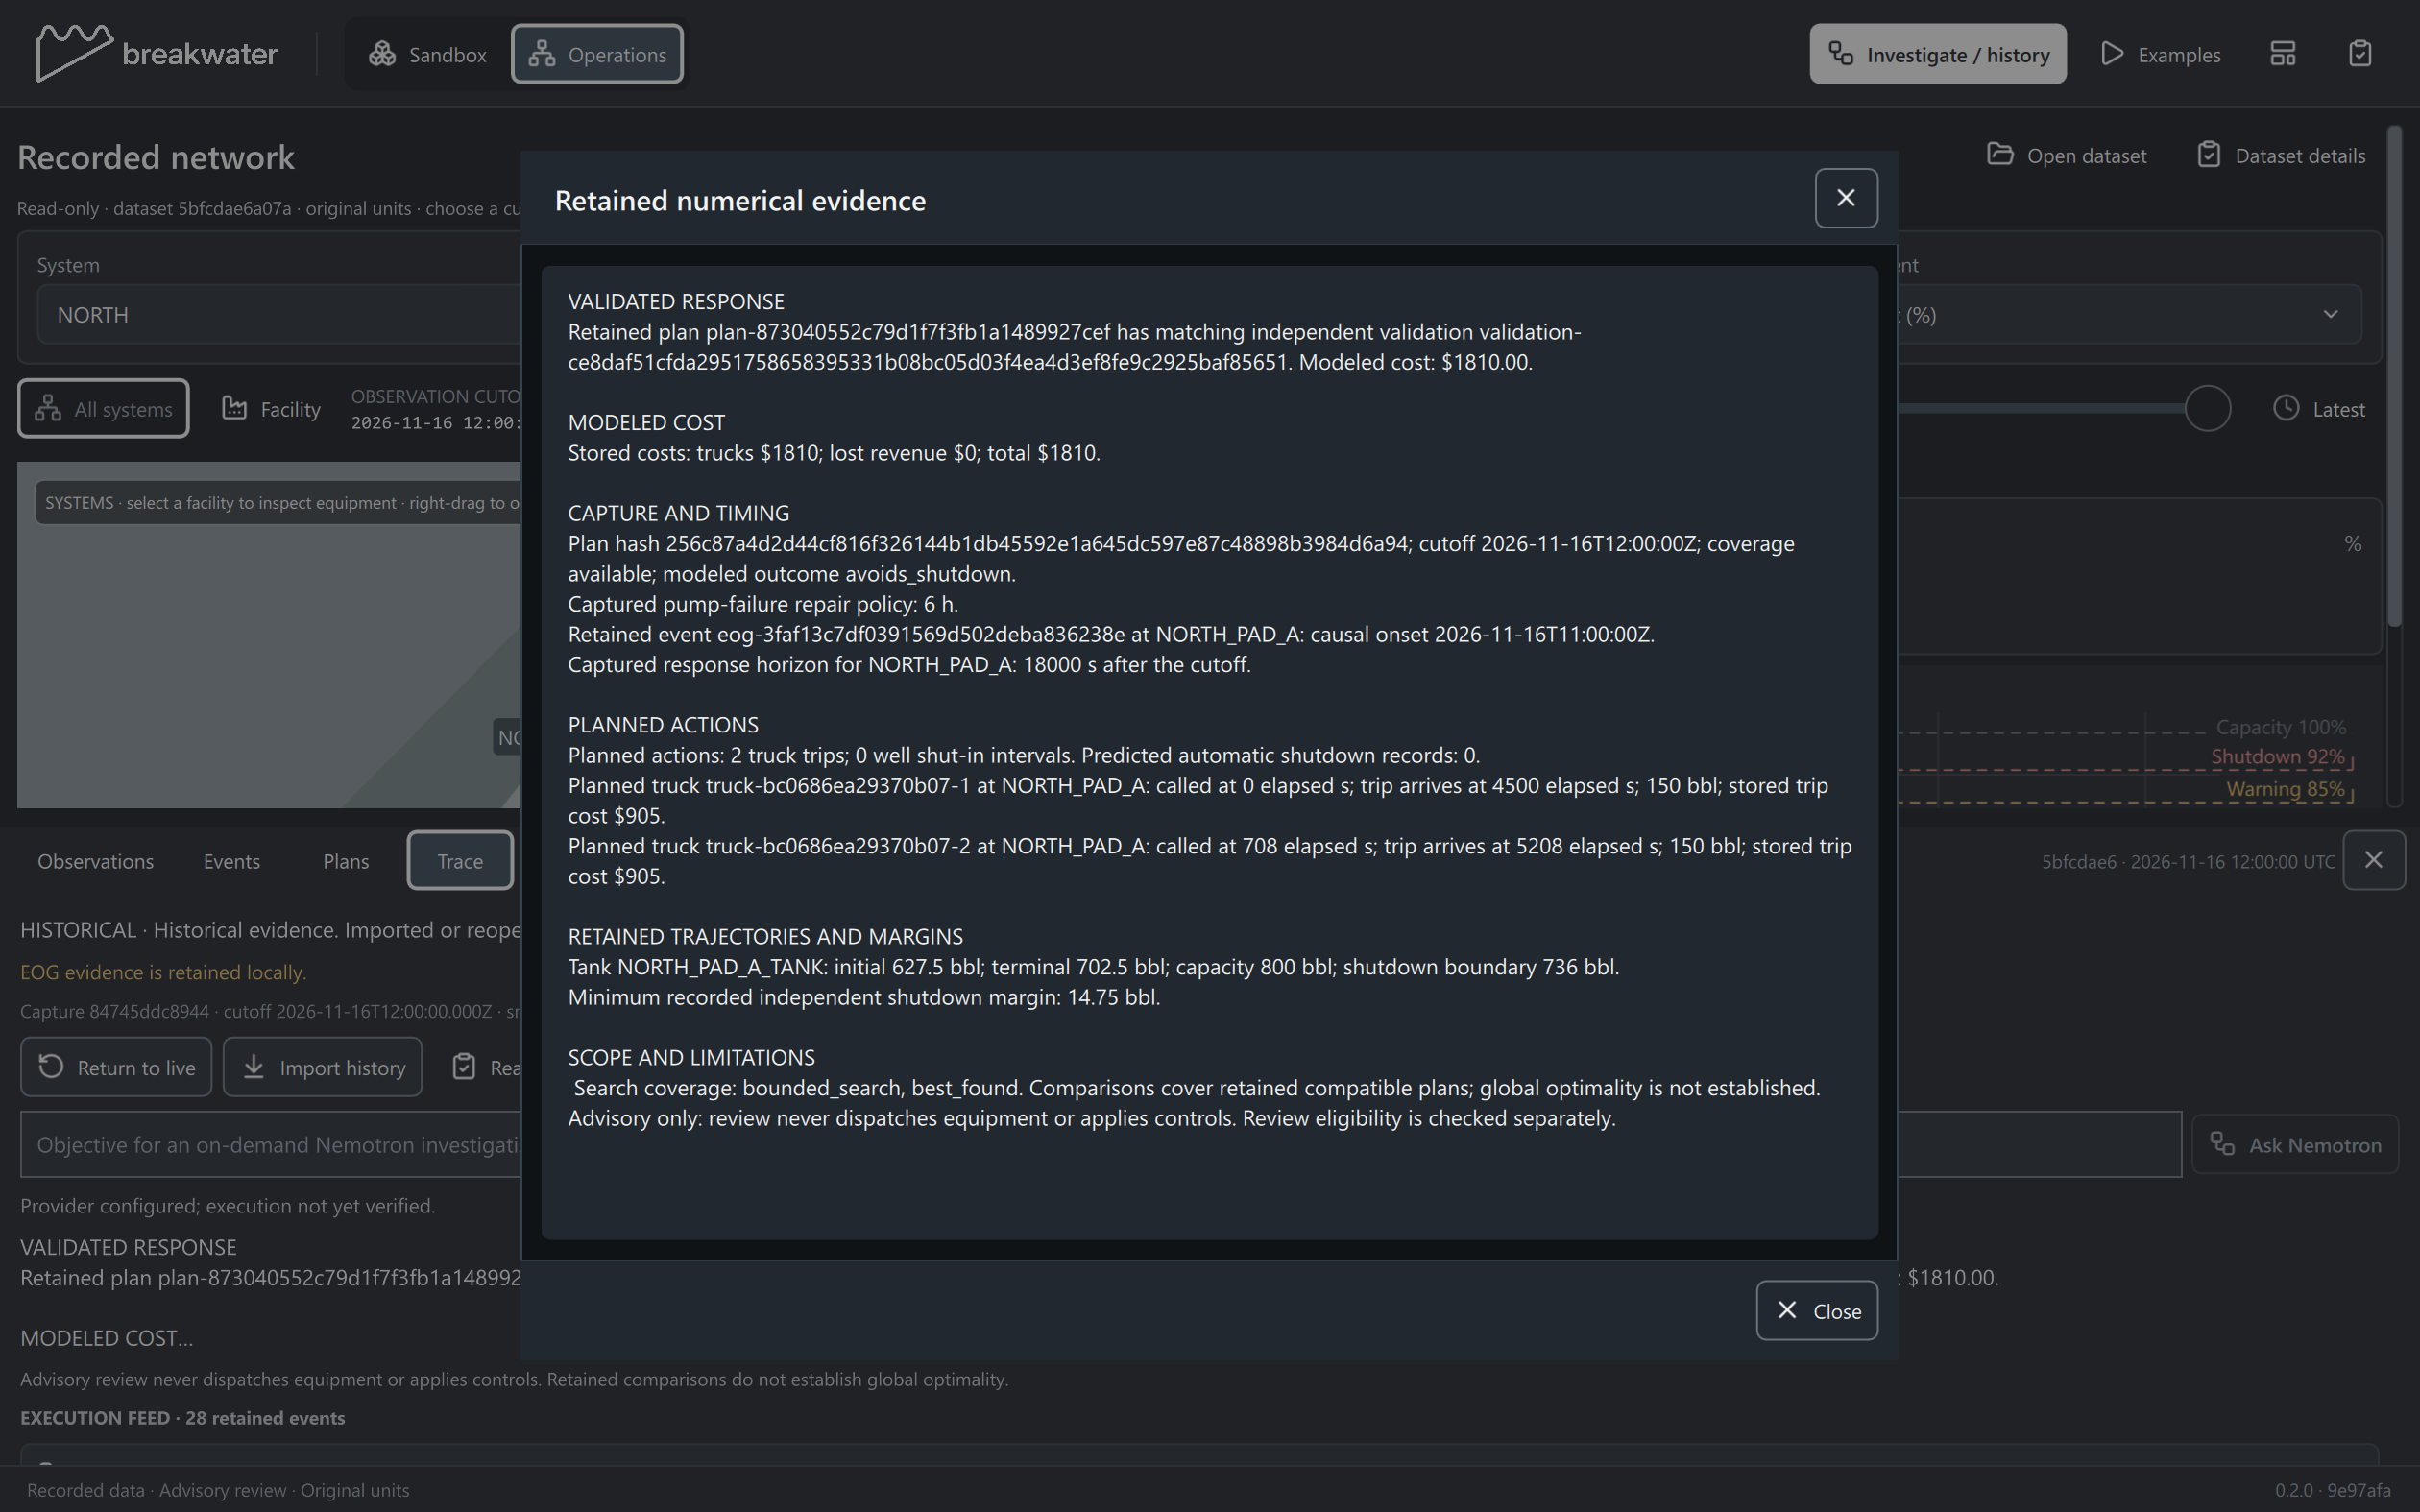 breakwater
Sandbox
Operations
Investigate / history
Examples
Recorded network
Open dataset
Dataset details
Read-only · dataset 5bfcdae6a07a · original units · choose a cu
System
NORTH
(%)
All systems
Facility
OBSERVATION CUTO
2026-11-16 12:00:
Latest
SYSTEMS · select a facility to inspect equipment · right-drag to o
%
Capacity 100%
Shutdown 92%
Warning 85%
Retained numerical evidence
VALIDATED RESPONSE
Retained plan plan-873040552c79d1f7f3fb1a1489927cef has matching independent validation validation-
ce8daf51cfda2951758658395331b08bc05d03f4ea4d3ef8fe9c2925baf85651. Modeled cost: $1810.00.
MODELED COST
Stored costs: trucks $1810; lost revenue $0; total $1810.
CAPTURE AND TIMING
Plan hash 256c87a4d2d44cf816f326144b1db45592e1a645dc597e87c48898b3984d6a94; cutoff 2026-11-16T12:00:00Z; coverage
available; modeled outcome avoids_shutdown.
Captured pump-failure repair policy: 6 h.
Retained event eog-3faf13c7df0391569d502deba836238e at NORTH_PAD_A: causal onset 2026-11-16T11:00:00Z.
Captured response horizon for NORTH_PAD_A: 18000 s after the cutoff.
PLANNED ACTIONS
Planned actions: 2 truck trips; 0 well shut-in intervals. Predicted automatic shutdown records: 0.
Planned truck truck-bc0686ea29370b07-1 at NORTH_PAD_A: called at 0 elapsed s; trip arrives at 4500 elapsed s; 150 bbl; stored trip
cost $905.
Planned truck truck-bc0686ea29370b07-2 at NORTH_PAD_A: called at 708 elapsed s; trip arrives at 5208 elapsed s; 150 bbl; stored trip
cost $905.
RETAINED TRAJECTORIES AND MARGINS
Tank NORTH_PAD_A_TANK: initial 627.5 bbl; terminal 702.5 bbl; capacity 800 bbl; shutdown boundary 736 bbl.
Minimum recorded independent shutdown margin: 14.75 bbl.
SCOPE AND LIMITATIONS
Search coverage: bounded_search, best_found. Comparisons cover retained compatible plans; global optimality is not established.
Advisory only: review never dispatches equipment or applies controls. Review eligibility is checked separately.
Close
Observations
Events
Plans
Trace
5bfcdae6 · 2026-11-16 12:00:00 UTC
HISTORICAL · Historical evidence. Imported or reope
EOG evidence is retained locally.
Capture 84745ddc8944 · cutoff 2026-11-16T12:00:00.000Z · sr
Return to live
Import history
Rea
Objective for an on-demand Nemotron investigati
Ask Nemotron
Provider configured; execution not yet verified.
VALIDATED RESPONSE
Retained plan plan-873040552c79d1f7f3fb1a148992
: $1810.00.
MODELED COST...
Advisory review never dispatches equipment or applies controls. Retained comparisons do not establish global optimality.
EXECUTION FEED · 28 retained events
Recorded data · Advisory review · Original units
0.2.0 · 9e97afa